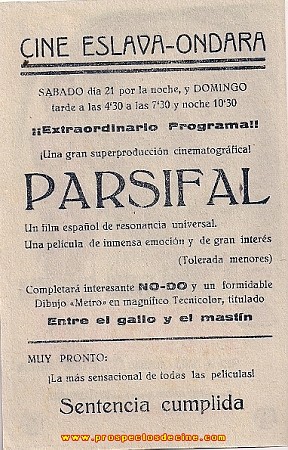 CINE ESLAVA-ONDARA
SABADO día 21 por la noche, y DOMINGO
tarde a las 4'30 a las 7'30 y noche 10'30
¡¡Extraordinario Programa!!
¡Una gran superproducción cinematográfica!
PARSIFAL
Un film español de resonancia universal.
Una película de inmensa emoción y de gran interés
(Tolerada menores)
Completará interesante NO-DO y un formidable
Dibujo «Metro» en magnífico Tecnicolor, titulado
Entre el gallo y el mastín
MUY PRONTO:
¡La más sensacional de todas las películas!
Sentencia cumplida
www.prospectosdecine.com